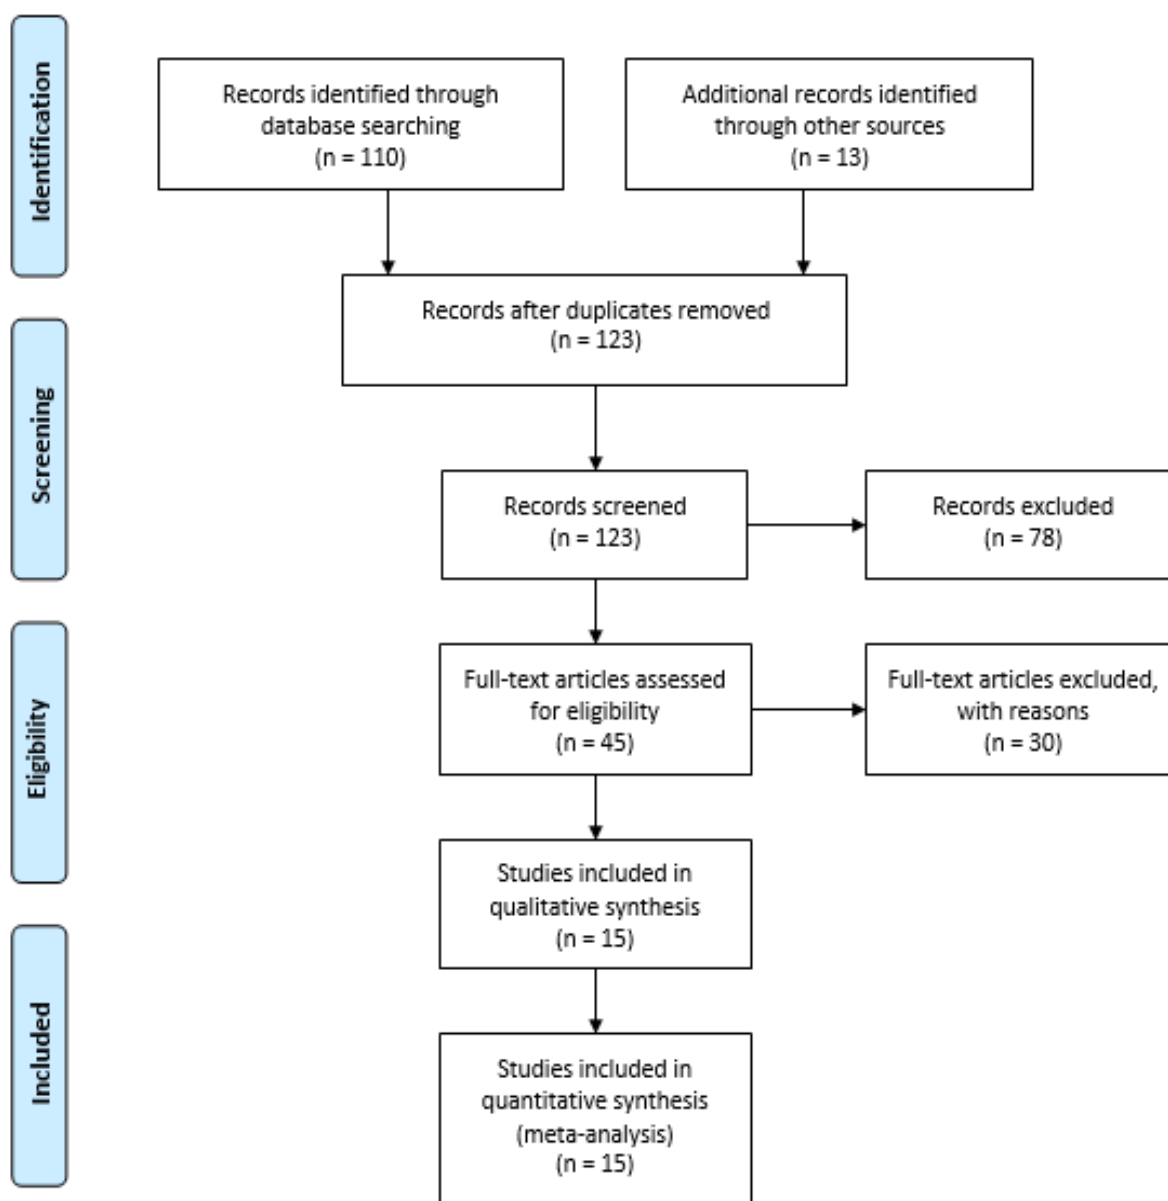 Identification
Records identified through
database searching
(n = 110)
Additional records identified
through other sources
(n = 13)
Records after duplicates removed
(n = 123)
Screening
Records screened
(n = 123)
Records excluded
(n = 78)
Eligibility
Full-text articles assessed
for eligibility
(n = 45)
Full-text articles excluded,
with reasons
(n = 30)
Studies included in
qualitative synthesis
(n = 15)
Included
Studies included in
quantitative synthesis
(meta-analysis)
(n = 15)